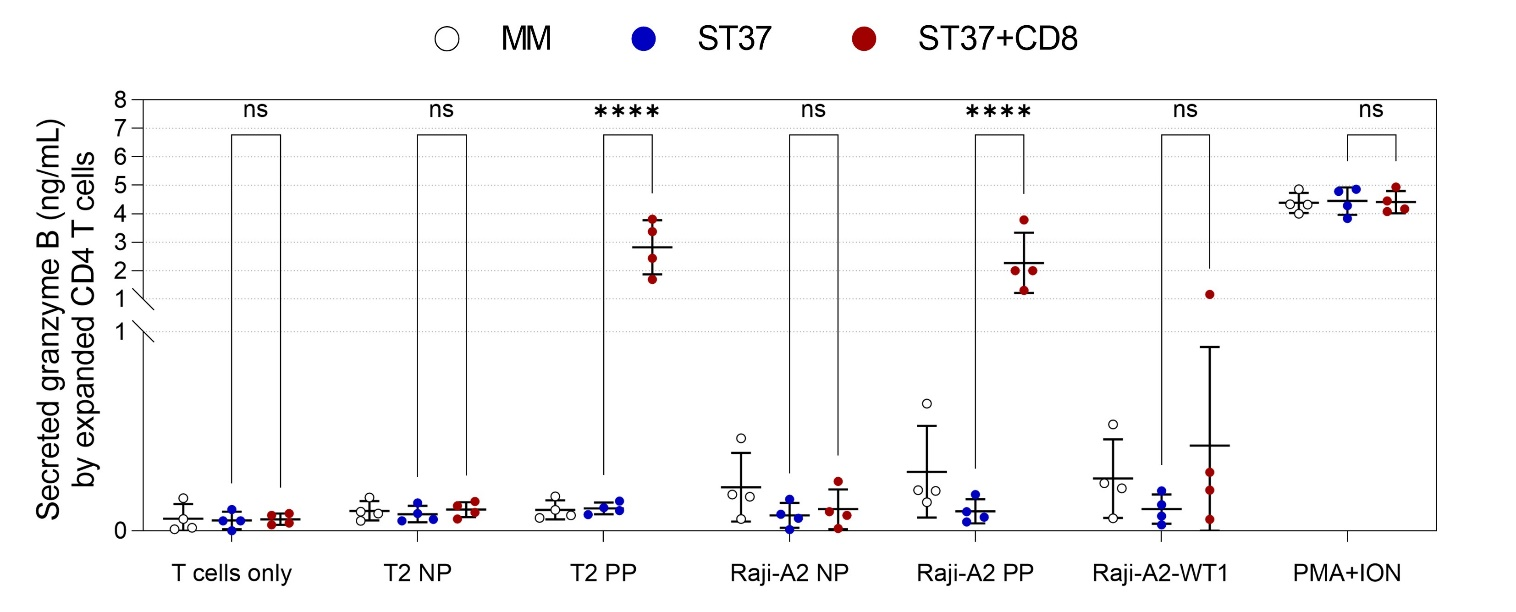 MM ST37 ST37+CD8
Secreted granzyme B (ng/mL)
by expanded CD4 T cells
8
7
6
5
4
3
2
1
1
0
ns ns **** ns **** ns ns
T cells only T2 NP T2 PP Raji-A2 NP Raji-A2 PP Raji-A2-WT1 PMA+ION